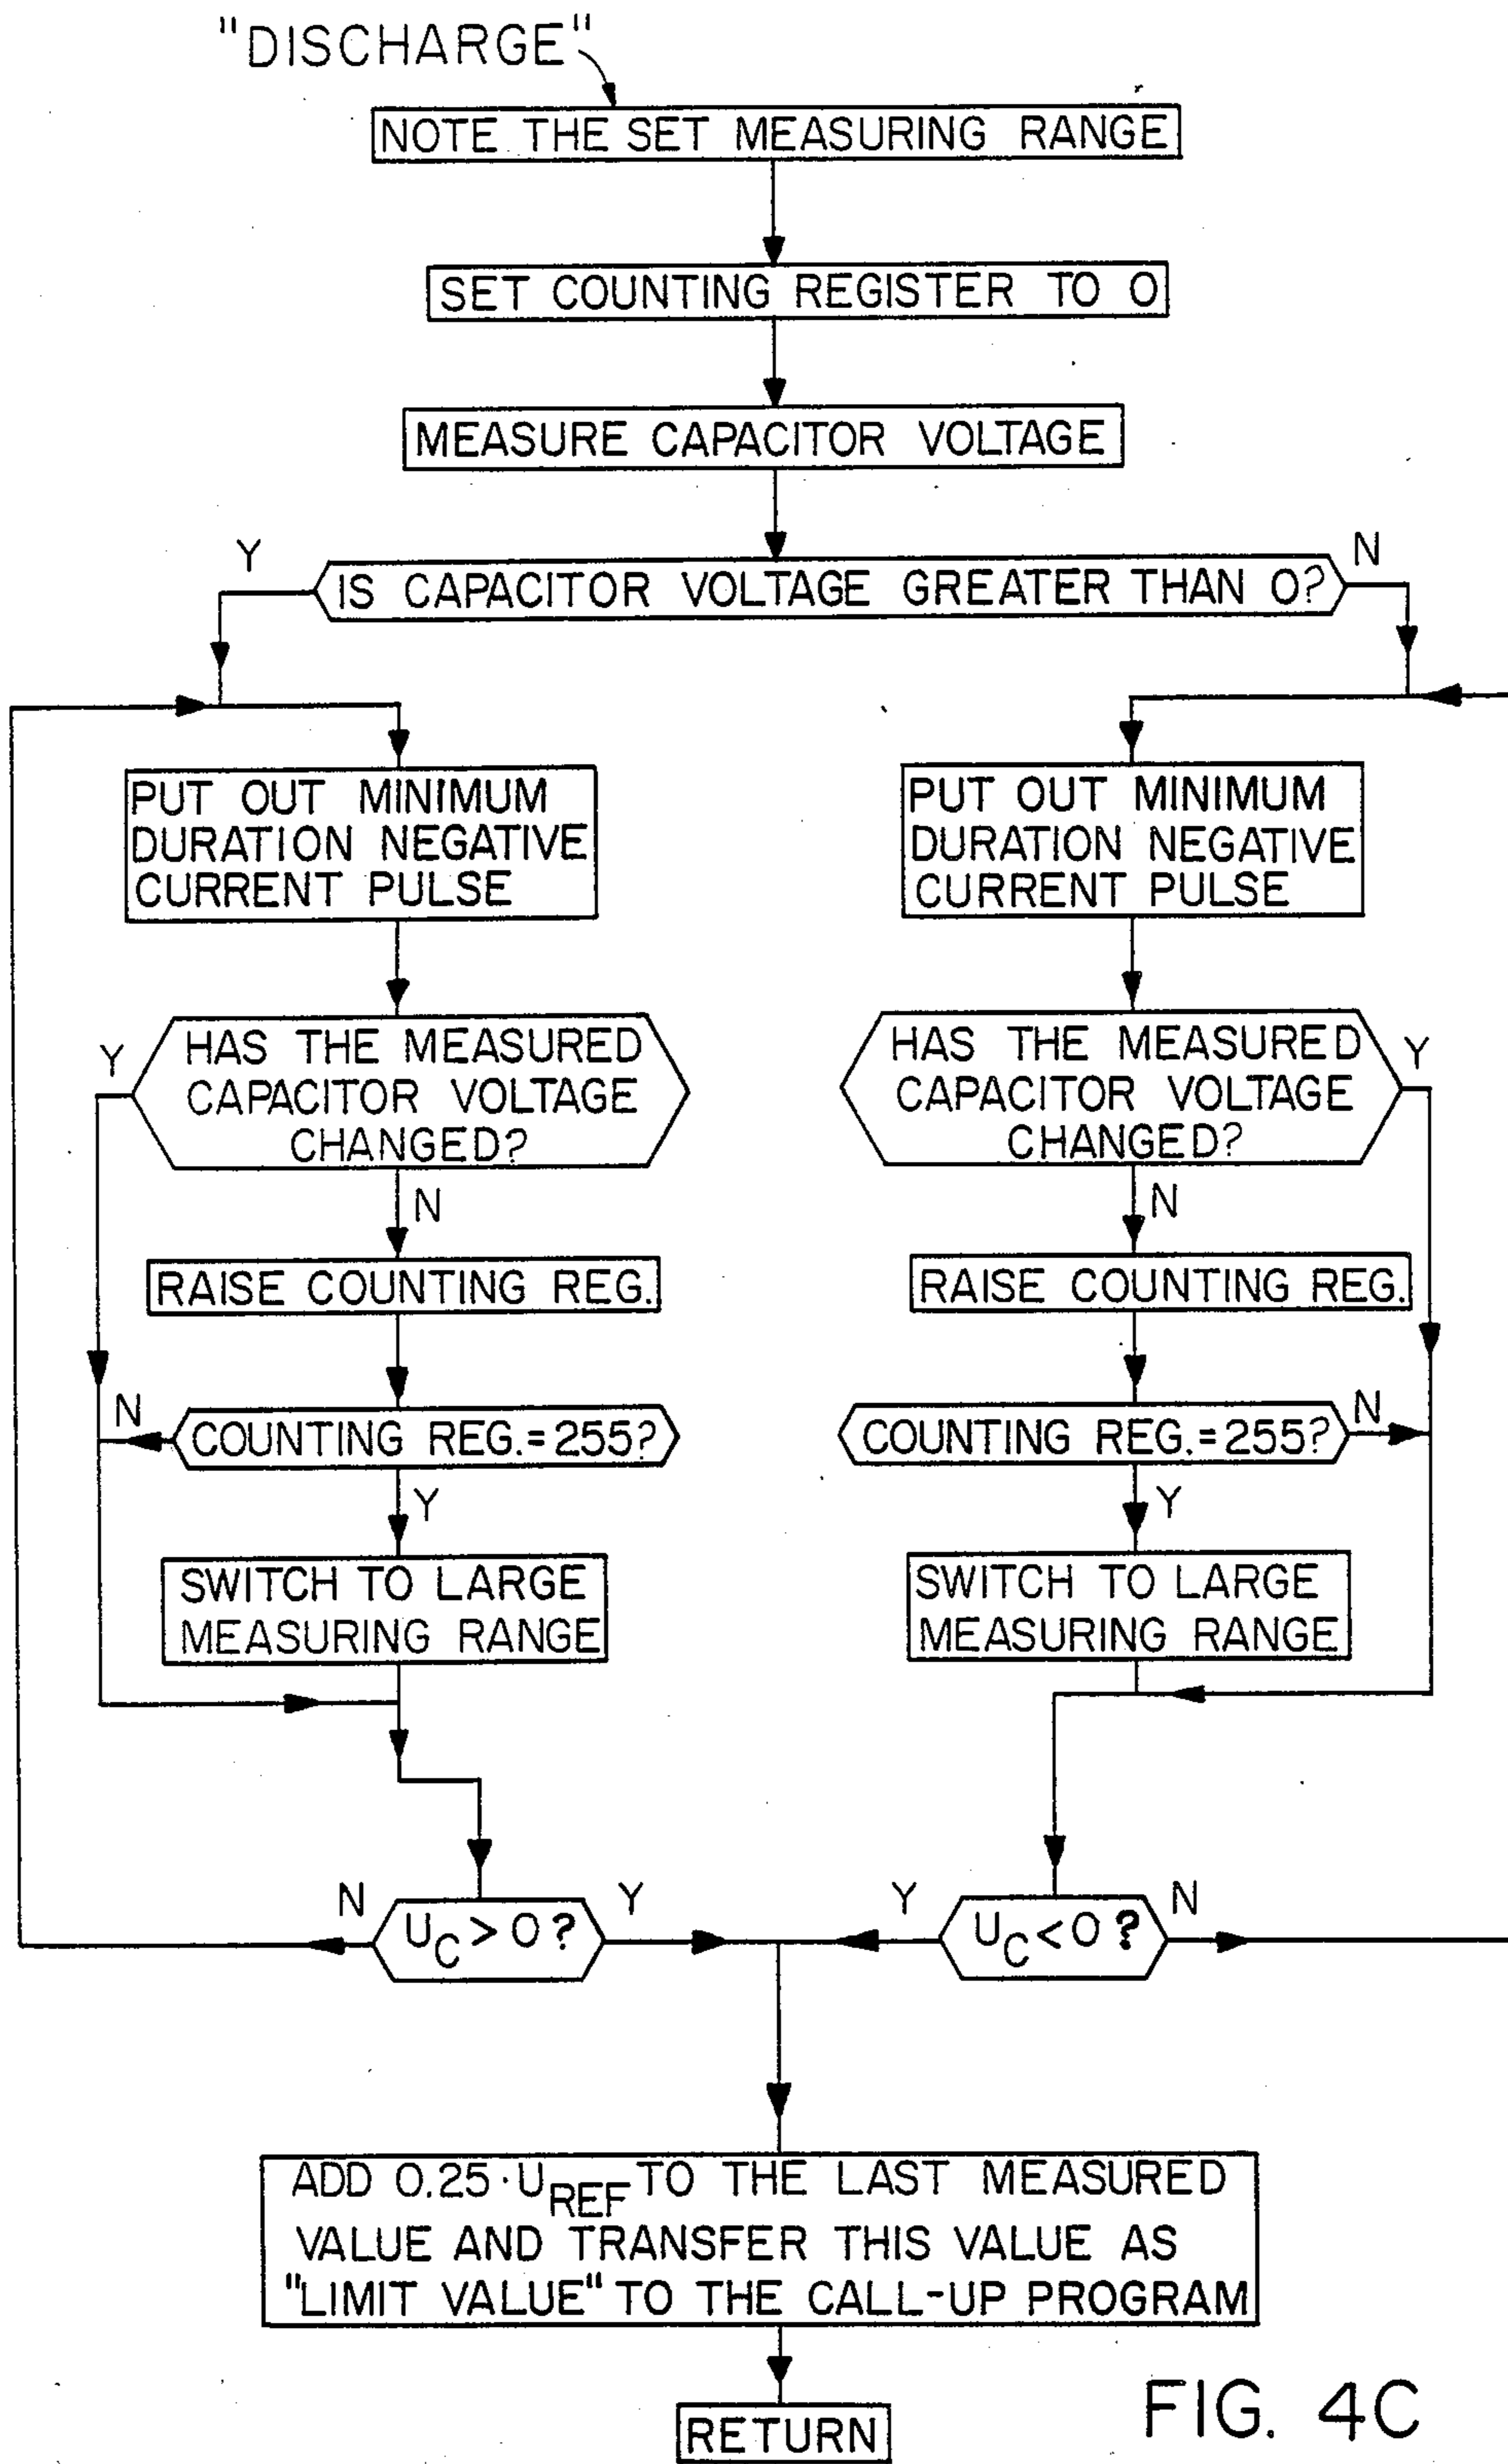 "DISCHARGE"
NOTE THE SET MEASURING RANGE
SET COUNTING REGISTER TO 0
MEASURE CAPACITOR VOLTAGE
Y
IS CAPACITOR VOLTAGE GREATER THAN 0?
N
PUT OUT MINIMUM
DURATION NEGATIVE
CURRENT PULSE
HAS THE MEASURED
CAPACITOR VOLTAGE
CHANGED?
Y
N
RAISE COUNTING REG.
N
COUNTING REG.=255?
Y
SWITCH TO LARGE
MEASURING RANGE
N
U_C > 0?
Y
PUT OUT MINIMUM
DURATION NEGATIVE
CURRENT PULSE
HAS THE MEASURED
CAPACITOR VOLTAGE
CHANGED?
Y
N
RAISE COUNTING REG.
COUNTING REG.=255?
N
Y
SWITCH TO LARGE
MEASURING RANGE
Y
U_C < 0?
N
ADD 0.25·U_REF TO THE LAST MEASURED
VALUE AND TRANSFER THIS VALUE AS
"LIMIT VALUE" TO THE CALL-UP PROGRAM
RETURN
FIG. 4C